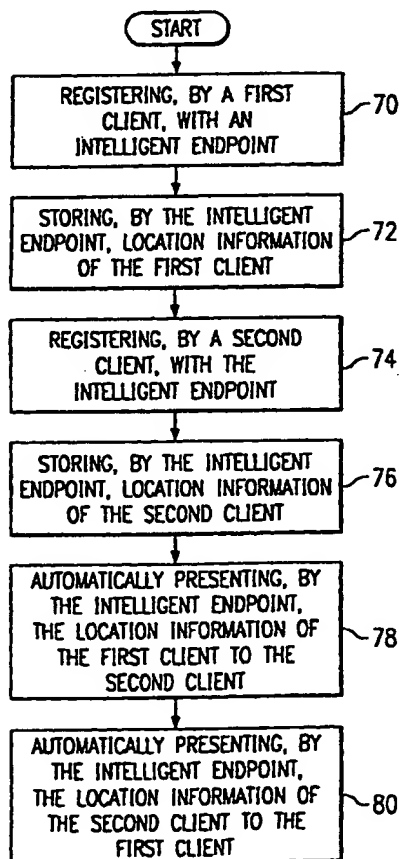 START
REGISTERING, BY A FIRST
CLIENT, WITH AN
INTELLIGENT ENDPOINT
70
STORING, BY THE INTELLIGENT
ENDPOINT, LOCATION INFORMATION
OF THE FIRST CLIENT
72
REGISTERING, BY A SECOND
CLIENT, WITH THE
INTELLIGENT ENDPOINT
74
STORING, BY THE INTELLIGENT
ENDPOINT, LOCATION INFORMATION
OF THE SECOND CLIENT
76
AUTOMATICALLY PRESENTING, BY
THE INTELLIGENT ENDPOINT,
THE LOCATION INFORMATION OF
THE FIRST CLIENT TO THE
SECOND CLIENT
78
AUTOMATICALLY PRESENTING, BY
THE INTELLIGENT ENDPOINT,
THE LOCATION INFORMATION OF
THE SECOND CLIENT TO THE
FIRST CLIENT
80